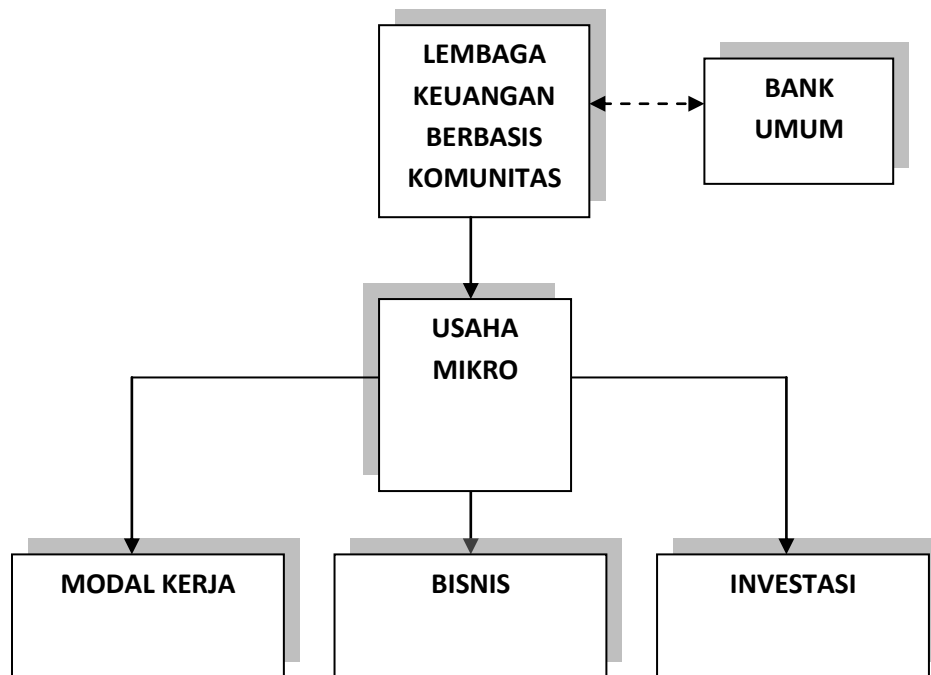 LEMBAGA
KEUANGAN
BERBASIS
KOMUNITAS
BANK
UMUM
USAHA
MIKRO
MODAL KERJA
BISNIS
INVESTASI